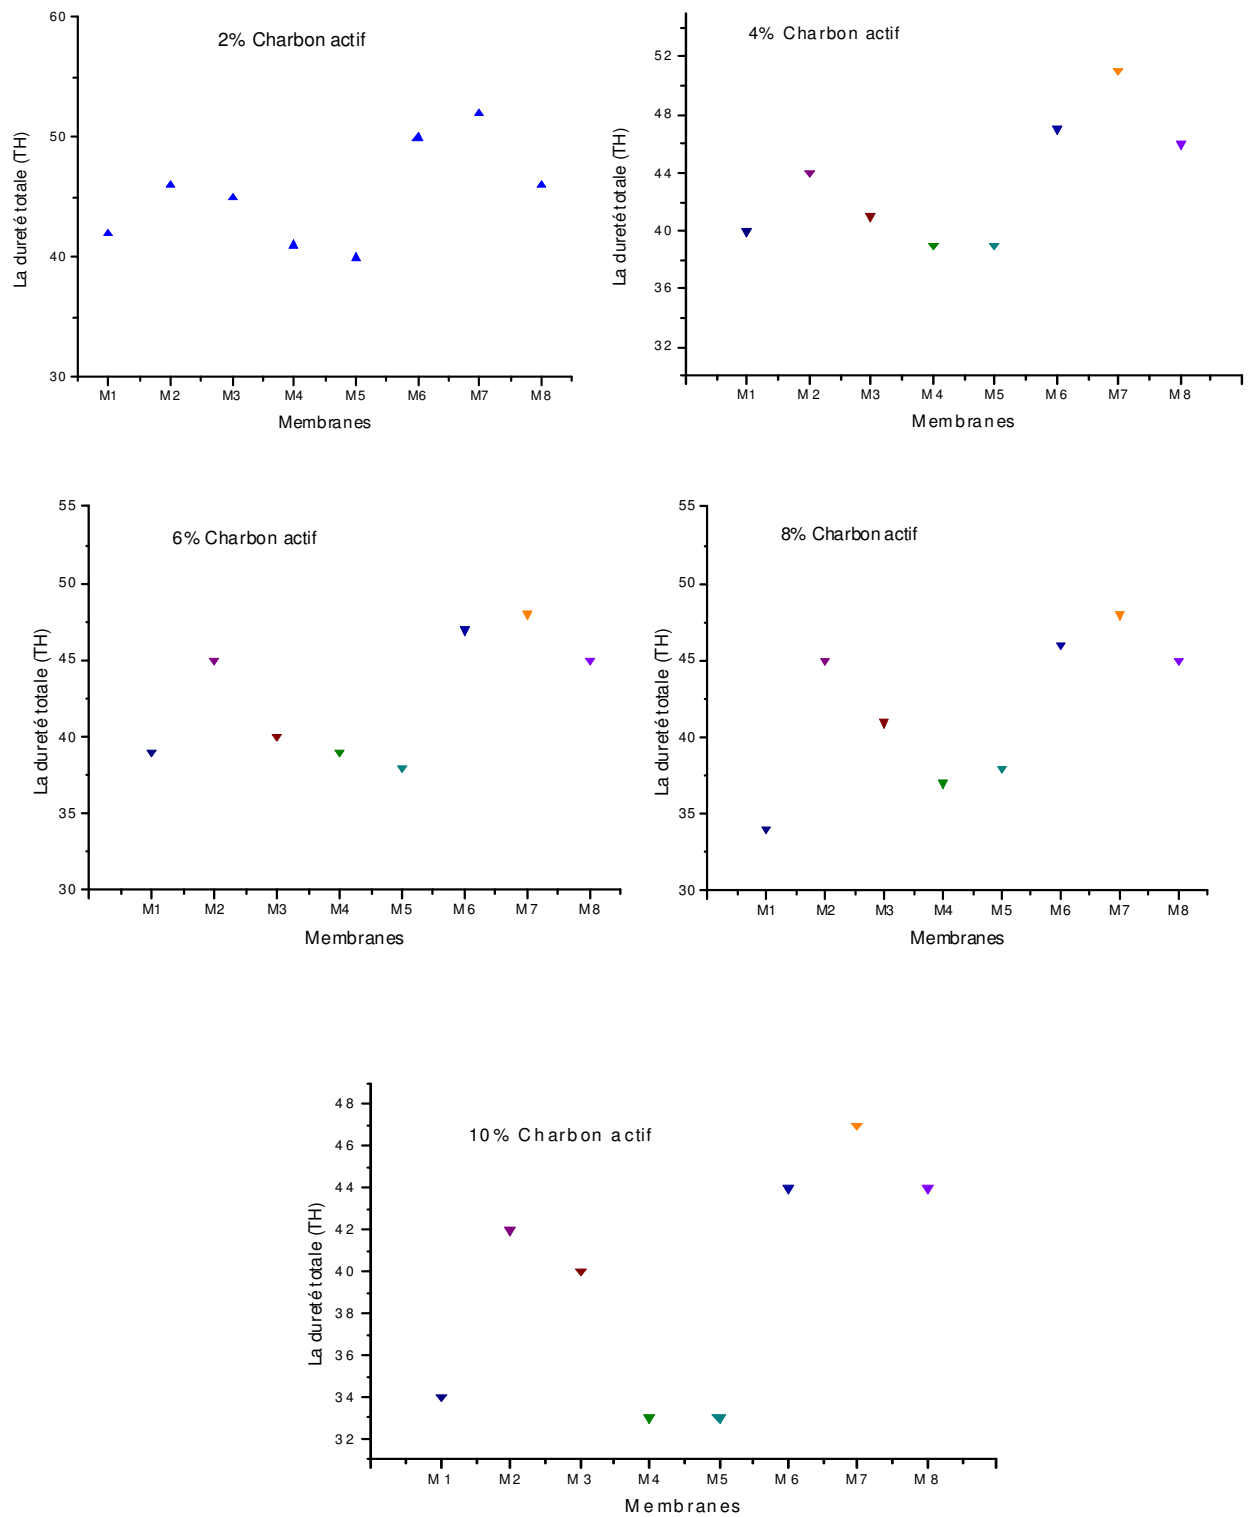 2% Charbon actif
La dureté totale (TH)
60
50
40
30
M1 M2 M3 M4 M5 M6 M7 M8
Membranes
4% Charbon actif
La dureté totale (TH)
52
48
44
40
36
32
M1 M2 M3 M4 M5 M6 M7 M8
Membranes
6% Charbon actif
La dureté totale (TH)
55
50
45
40
35
30
M1 M2 M3 M4 M5 M6 M7 M8
Membranes
8% Charbon actif
La dureté totale (TH)
55
50
45
40
35
30
M1 M2 M3 M4 M5 M6 M7 M8
Membranes
10% Charbon actif
La dureté totale (TH)
48
46
44
42
40
38
36
34
32
M1 M2 M3 M4 M5 M6 M7 M8
Membranes